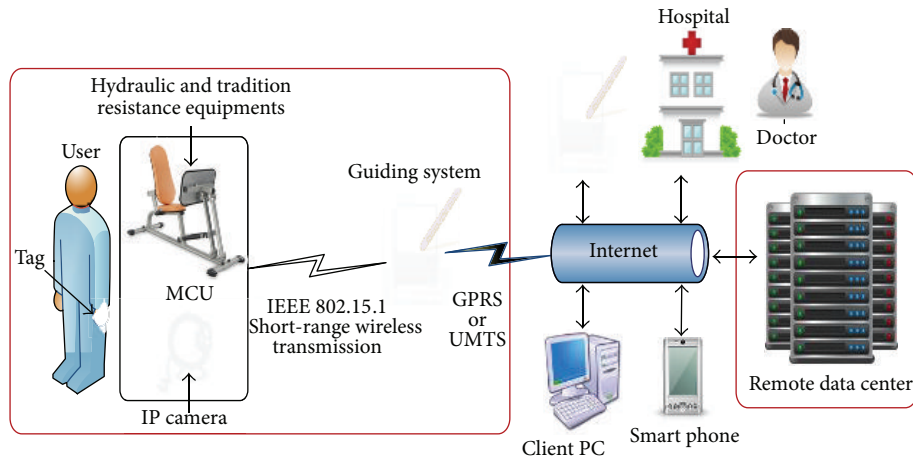 Hospital
Doctor
Hydraulic and tradition
resistance equipments
User
Guiding system
Tag
MCU
IEEE 802.15.1
Short-range wireless
transmission
GPRS
or
UMTS
Internet
IP camera
Client PC
Smart phone
Remote data center